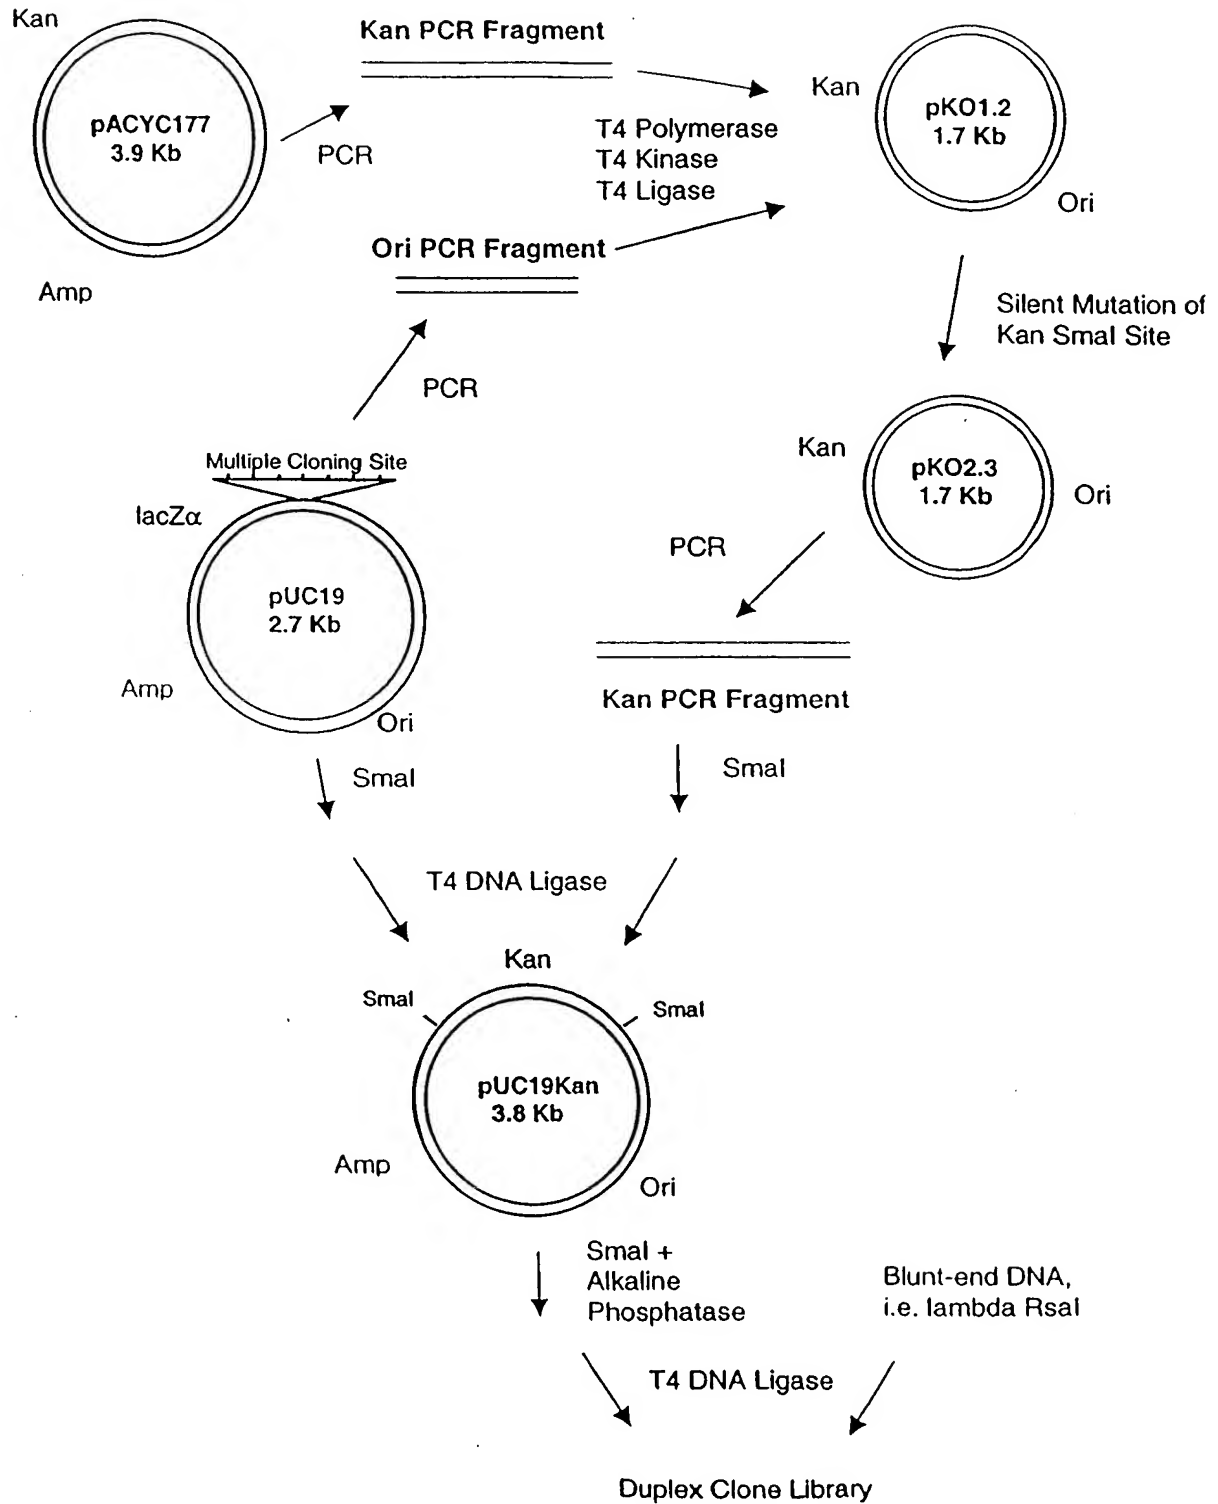 Kan
pACYC177
3.9 Kb
Amp
PCR
Kan PCR Fragment
T4 Polymerase
T4 Kinase
T4 Ligase
Ori PCR Fragment
PCR
Kan
pKO1.2
1.7 Kb
Ori
Silent Mutation of
Kan SmaI Site
Kan
pKO2.3
1.7 Kb
Ori
PCR
Kan PCR Fragment
SmaI
Multiple Cloning Site
lacZα
pUC19
2.7 Kb
Amp
Ori
SmaI
T4 DNA Ligase
Kan
SmaI
SmaI
pUC19Kan
3.8 Kb
Amp
Ori
SmaI +
Alkaline
Phosphatase
Blunt-end DNA,
i.e. lambda RsaI
T4 DNA Ligase
Duplex Clone Library